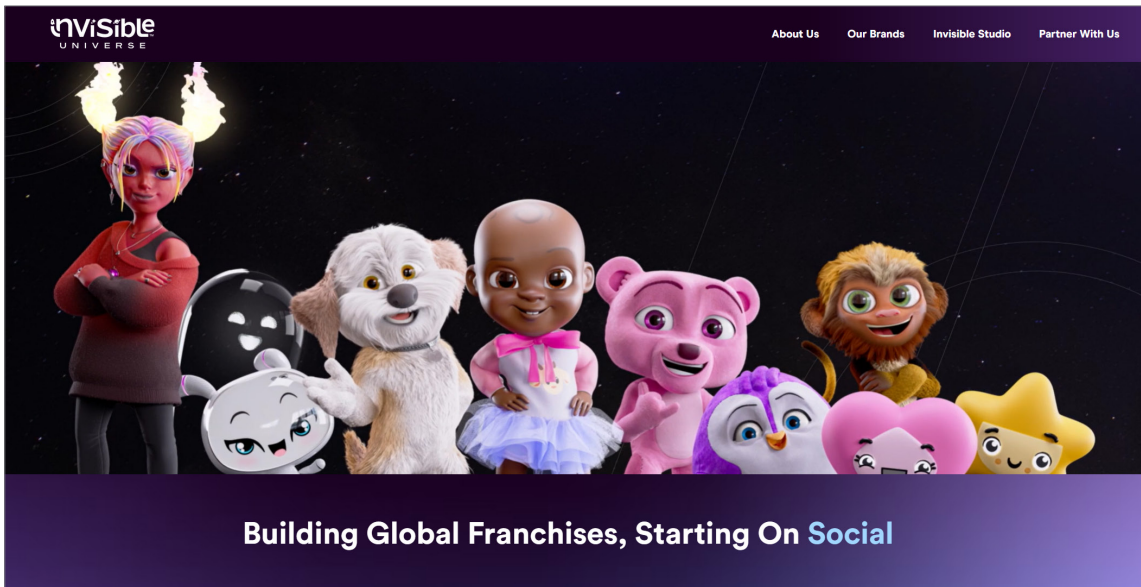 invisible
UNIVERSE
About Us
Our Brands
Invisible Studio
Partner With Us
Building Global Franchises, Starting On Social